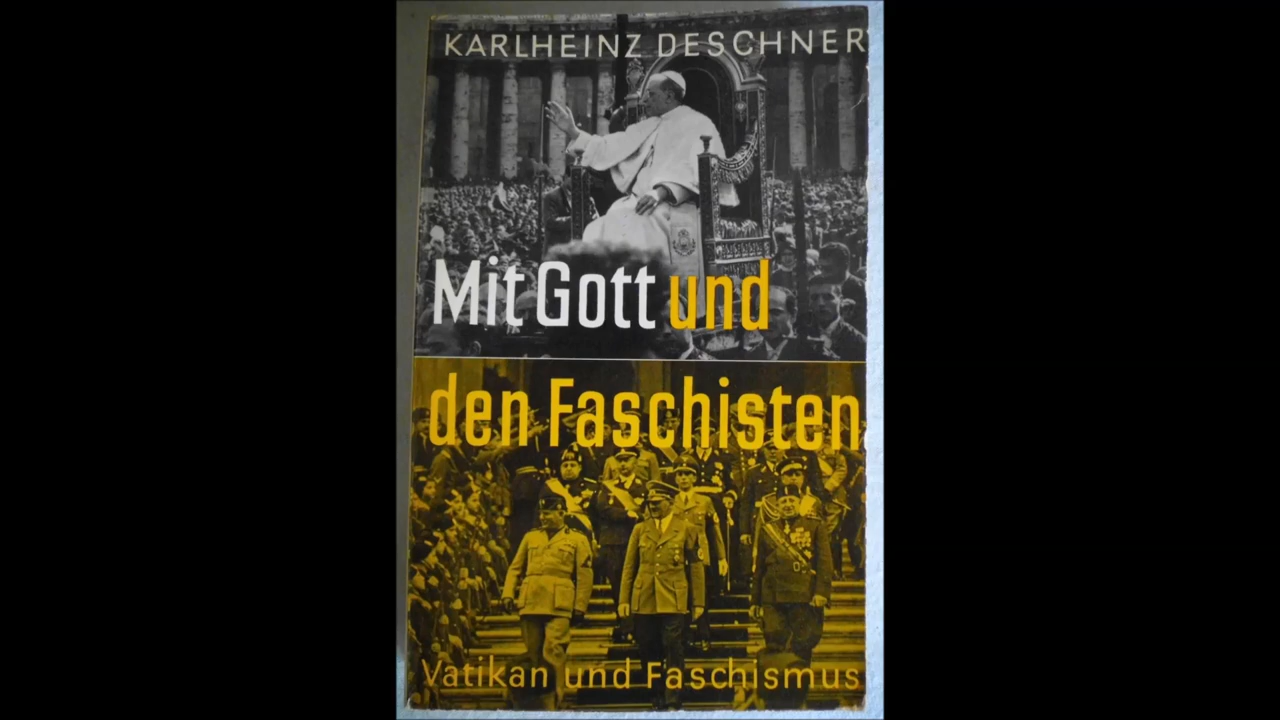 KARLHEINZ DESCHNER
Mit Gott und
den Faschisten
Vatikan und Faschismus